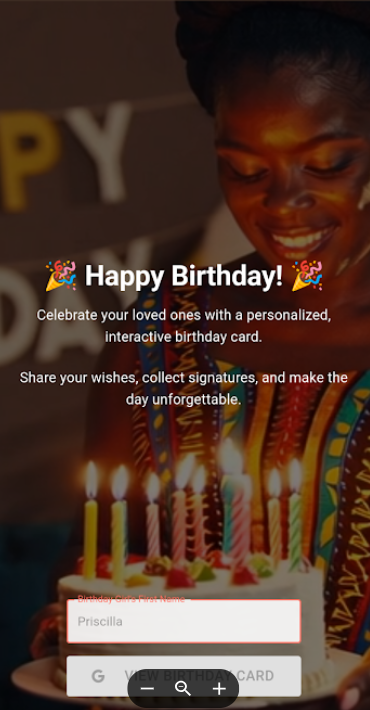 PY
DA
🎉 Happy Birthday! 🎉
Celebrate your loved ones with a personalized,
interactive birthday card.
Share your wishes, collect signatures, and make the
day unforgettable.
Birthday Girl's First Name
Priscilla
G VIEW BIRTHDAY CARD